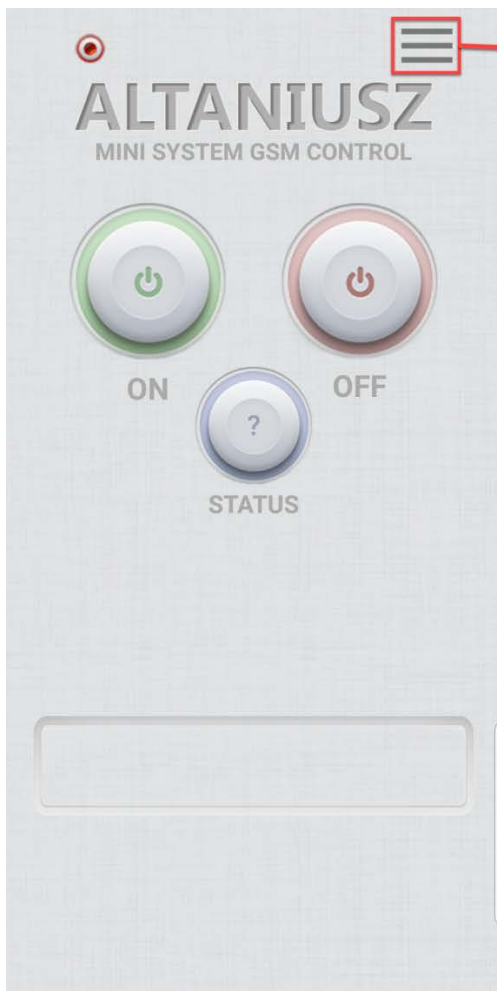 ALTANIUSZ
MINI SYSTEM GSM CONTROL
ON
OFF
?
STATUS